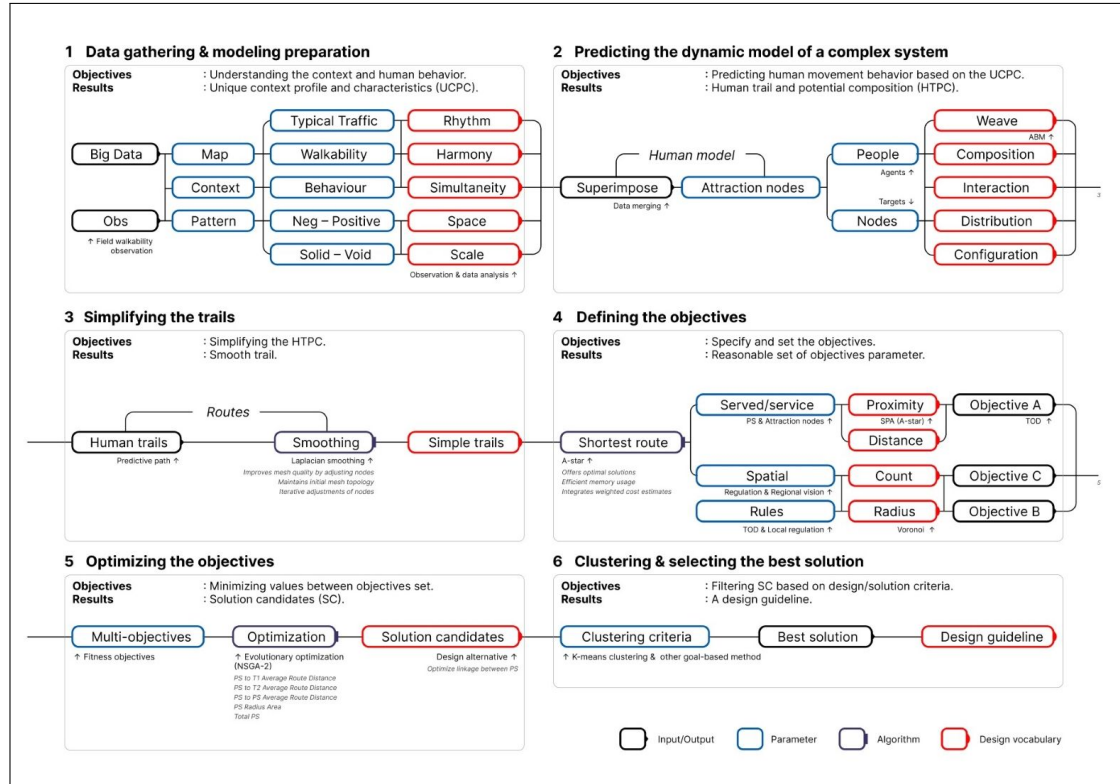 1 Data gathering & modeling preparation
Objectives : Understanding the context and human behavior.
Results : Unique context profile and characteristics (UCPC).
Typical Traffic
Rhythm
Big Data
Map
Walkability
Harmony
Context
Behaviour
Simultaneity
Obs
Pattern
Neg – Positive
Space
↑ Field walkability
observation
Solid – Void
Scale
Observation & data analysis ↑
2 Predicting the dynamic model of a complex system
Objectives : Predicting human movement behavior based on the UCPC.
Results : Human trail and potential composition (HTPC).
Weave
ABM ↑
Human model
People
Agents ↑
Composition
Superimpose
Data merging ↑
Attraction nodes
Interaction
Targets ↓
Nodes
Distribution
Configuration
3
3 Simplifying the trails
Objectives : Simplifying the HTPC.
Results : Smooth trail.
Routes
Human trails
Predictive path ↑
Smoothing
Laplacian smoothing ↑
Improves mesh quality by adjusting nodes
Maintains initial mesh topology
Iterative adjustments of nodes
Simple trails
4 Defining the objectives
Objectives : Specify and set the objectives.
Results : Reasonable set of objectives parameter.
Served/service
PS & Attraction nodes ↑
Proximity
SPA (A-star) ↑
Objective A
TOD ↑
Shortest route
A-star ↑
Offers optimal solutions
Efficient memory usage
Integrates weighted cost estimates
Distance
Spatial
Regulation & Regional vision ↑
Count
Objective C
Rules
TOD & Local regulation ↑
Radius
Voronoi ↑
Objective B
5
5 Optimizing the objectives
Objectives : Minimizing values between objectives set.
Results : Solution candidates (SC).
Multi-objectives
↑ Fitness objectives
Optimization
↑ Evolutionary optimization
(NSGA-2)
PS to T1 Average Route Distance
PS to T2 Average Route Distance
PS to PS Average Route Distance
PS Radius Area
Total PS
Solution candidates
Design alternative ↑
Optimize linkage between PS
6 Clustering & selecting the best solution
Objectives : Filtering SC based on design/solution criteria.
Results : A design guideline.
Clustering criteria
↑ K-means clustering & other goal-based method
Best solution
Design guideline
Input/Output
Parameter
Algorithm
Design vocabulary